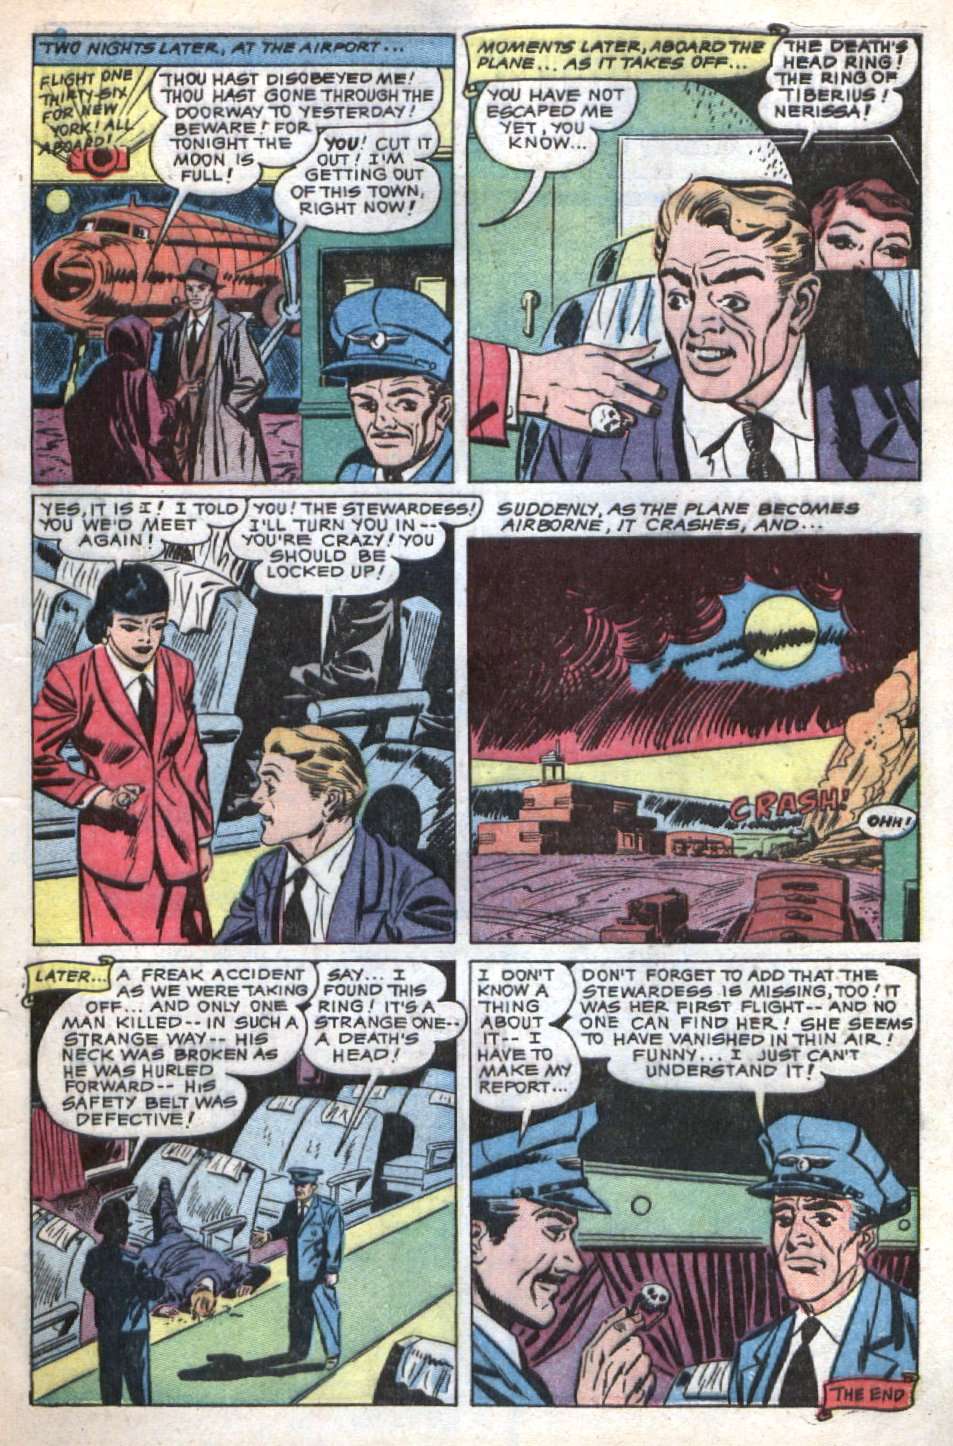 TWO NIGHTS LATER, AT THE AIRPORT...
FLIGHT ONE
THIRTY-SIX
FOR NEW
YORK! ALL
ABOARD!
THOU HAST DISOBEYED ME!
THOU HAST GONE THROUGH THE
DOORWAY TO YESTERDAY!
BEWARE! FOR
TONIGHT THE
MOON IS
FULL!
YOU! CUT IT
OUT! I'M
GETTING OUT
OF THIS TOWN,
RIGHT NOW!
MOMENTS LATER, ABOARD THE
PLANE... AS IT TAKES OFF...
YOU HAVE NOT
ESCAPED ME
YET, YOU
KNOW...
THE DEATH'S
HEAD RING!
THE RING OF
TIBERIUS!
NERISSA!
YES, IT IS I! I TOLD
YOU WE'D MEET
AGAIN!
YOU! THE STEWARDESS!
I'LL TURN YOU IN--
YOU'RE CRAZY! YOU
SHOULD BE
LOCKED UP!
SUDDENLY, AS THE PLANE BECOMES
AIRBORNE, IT CRASHES, AND...
CRASH!
OHH!
LATER...
A FREAK ACCIDENT
AS WE WERE TAKING
OFF... AND ONLY ONE
MAN KILLED-- IN SUCH A
STRANGE WAY-- HIS
NECK WAS BROKEN AS
HE WAS HURLED
FORWARD-- HIS
SAFETY BELT WAS
DEFECTIVE!
SAY... I
FOUND THIS
RING! IT'S A
STRANGE ONE--
A DEATH'S
HEAD!
I DON'T
KNOW A
THING
ABOUT
IT-- I
HAVE TO
MAKE MY
REPORT...
DON'T FORGET TO ADD THAT THE
STEWARDESS IS MISSING, TOO! IT
WAS HER FIRST FLIGHT-- AND NO
ONE CAN FIND HER! SHE SEEMS
TO HAVE VANISHED IN THIN AIR!
FUNNY... I JUST CAN'T
UNDERSTAND IT!
THE END